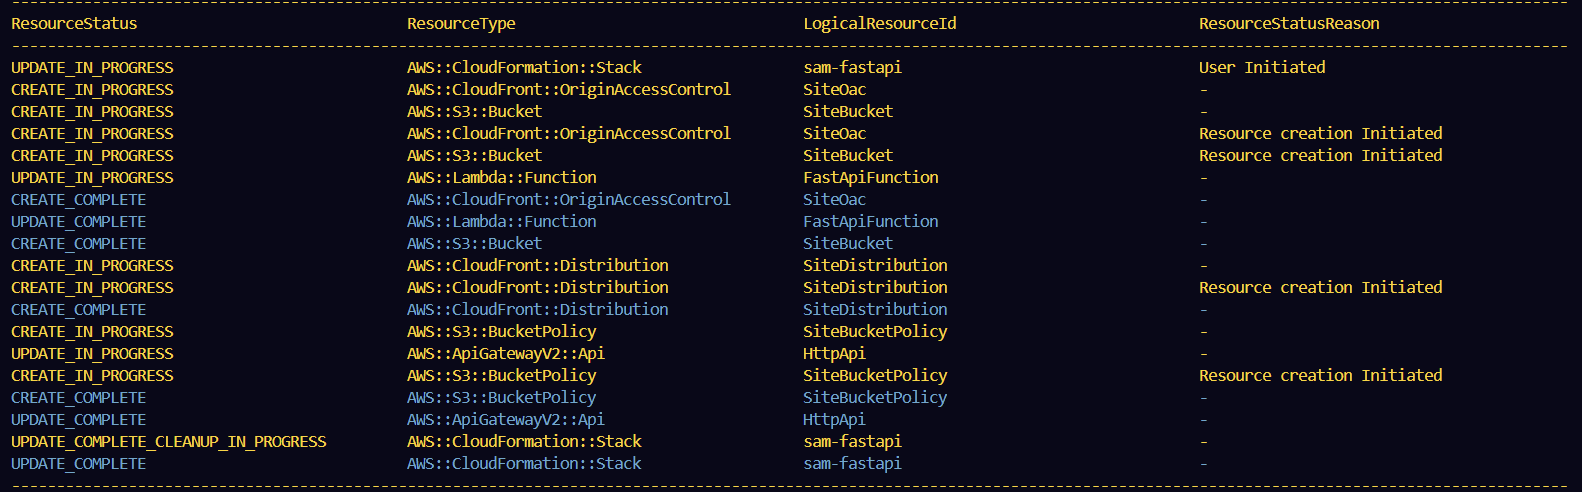 ResourceStatus ResourceType LogicalResourceId ResourceStatusReason
UPDATE_IN_PROGRESS AWS::CloudFormation::Stack sam-fastapi User Initiated
CREATE_IN_PROGRESS AWS::CloudFront::OriginAccessControl SiteOac -
CREATE_IN_PROGRESS AWS::S3::Bucket SiteBucket -
CREATE_IN_PROGRESS AWS::CloudFront::OriginAccessControl SiteOac Resource creation Initiated
CREATE_IN_PROGRESS AWS::S3::Bucket SiteBucket Resource creation Initiated
UPDATE_IN_PROGRESS AWS::Lambda::Function FastApiFunction -
CREATE_COMPLETE AWS::CloudFront::OriginAccessControl SiteOac -
UPDATE_COMPLETE AWS::Lambda::Function FastApiFunction -
CREATE_COMPLETE AWS::S3::Bucket SiteBucket -
CREATE_IN_PROGRESS AWS::CloudFront::Distribution SiteDistribution -
CREATE_IN_PROGRESS AWS::CloudFront::Distribution SiteDistribution Resource creation Initiated
CREATE_COMPLETE AWS::CloudFront::Distribution SiteDistribution -
CREATE_IN_PROGRESS AWS::S3::BucketPolicy SiteBucketPolicy -
UPDATE_IN_PROGRESS AWS::ApiGatewayV2::Api HttpApi -
CREATE_IN_PROGRESS AWS::S3::BucketPolicy SiteBucketPolicy Resource creation Initiated
CREATE_COMPLETE AWS::S3::BucketPolicy SiteBucketPolicy -
UPDATE_COMPLETE AWS::ApiGatewayV2::Api HttpApi -
UPDATE_COMPLETE_CLEANUP_IN_PROGRESS AWS::CloudFormation::Stack sam-fastapi -
UPDATE_COMPLETE AWS::CloudFormation::Stack sam-fastapi -